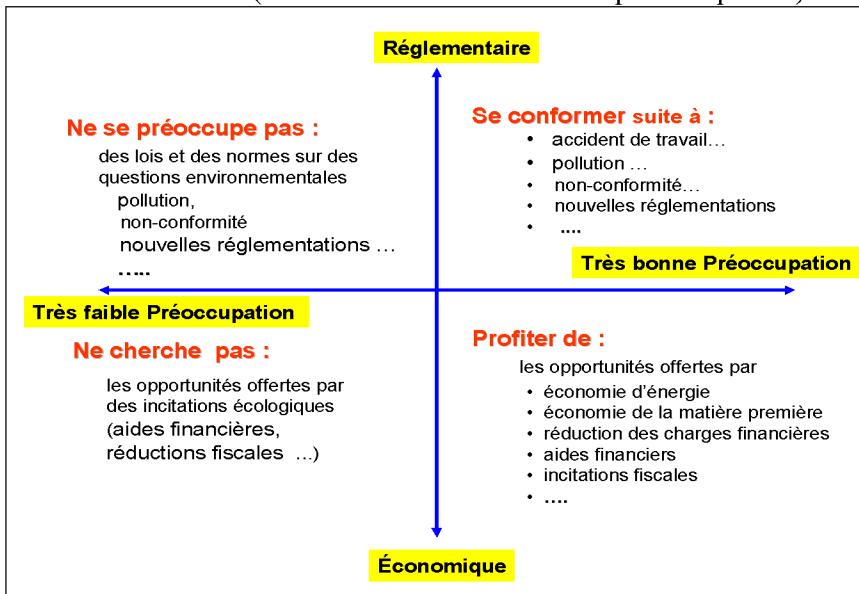 Réglementaire
Ne se préoccupe pas :
des lois et des normes sur des
questions environnementales
pollution,
non-conformité
nouvelles réglementations …
…..
Se conformer suite à :
• accident de travail…
• pollution …
• non-conformité…
• nouvelles réglementations
• ....
Très bonne Préoccupation
Très faible Préoccupation
Ne cherche pas :
les opportunités offertes par
des incitations écologiques
(aides financières,
réductions fiscales …)
Profiter de :
les opportunités offertes par
• économie d'énergie
• économie de la matière première
• réduction des charges financières
• aides financiers
• incitations fiscales
• ….
Économique